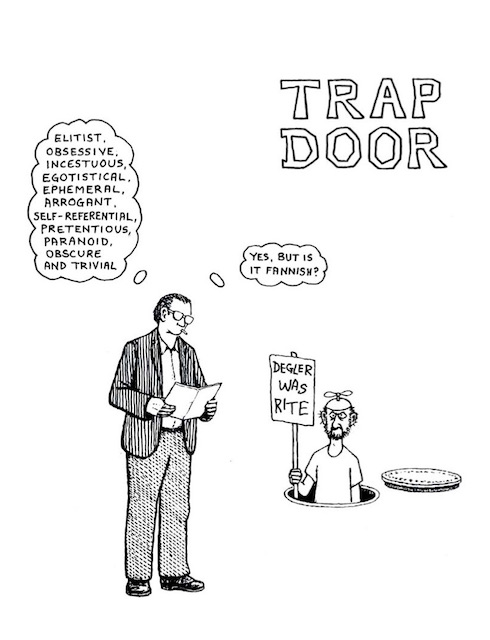 TRAP
DOOR
ELITIST,
OBSESSIVE,
INCESTUOUS,
EGOTISTICAL,
EPHEMERAL,
ARROGANT,
SELF-REFERENTIAL,
PRETENTIOUS,
PARANOID,
OBSCURE
AND TRIVIAL
YES, BUT IS
IT FANNISH?
DEGLER
WAS
RITE